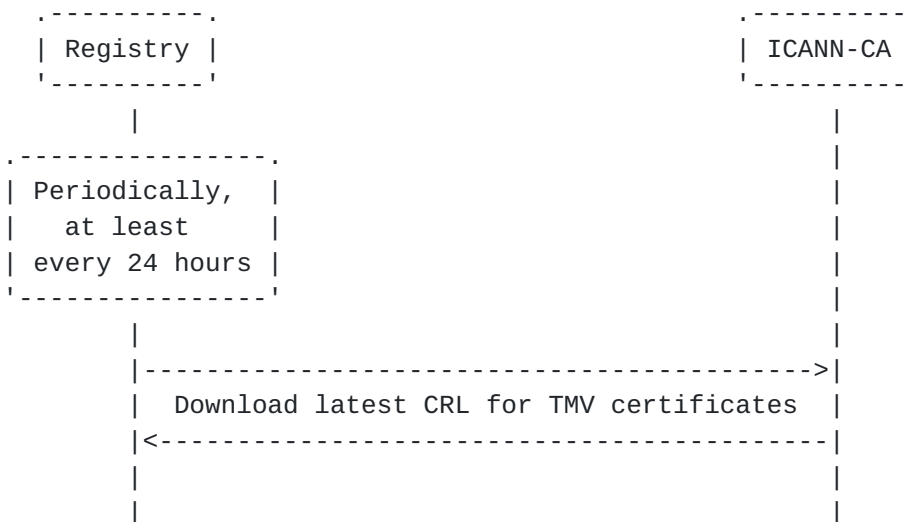 Registry ICANN-CA
Periodically,
at least
every 24 hours
Download latest CRL for TMV certificates